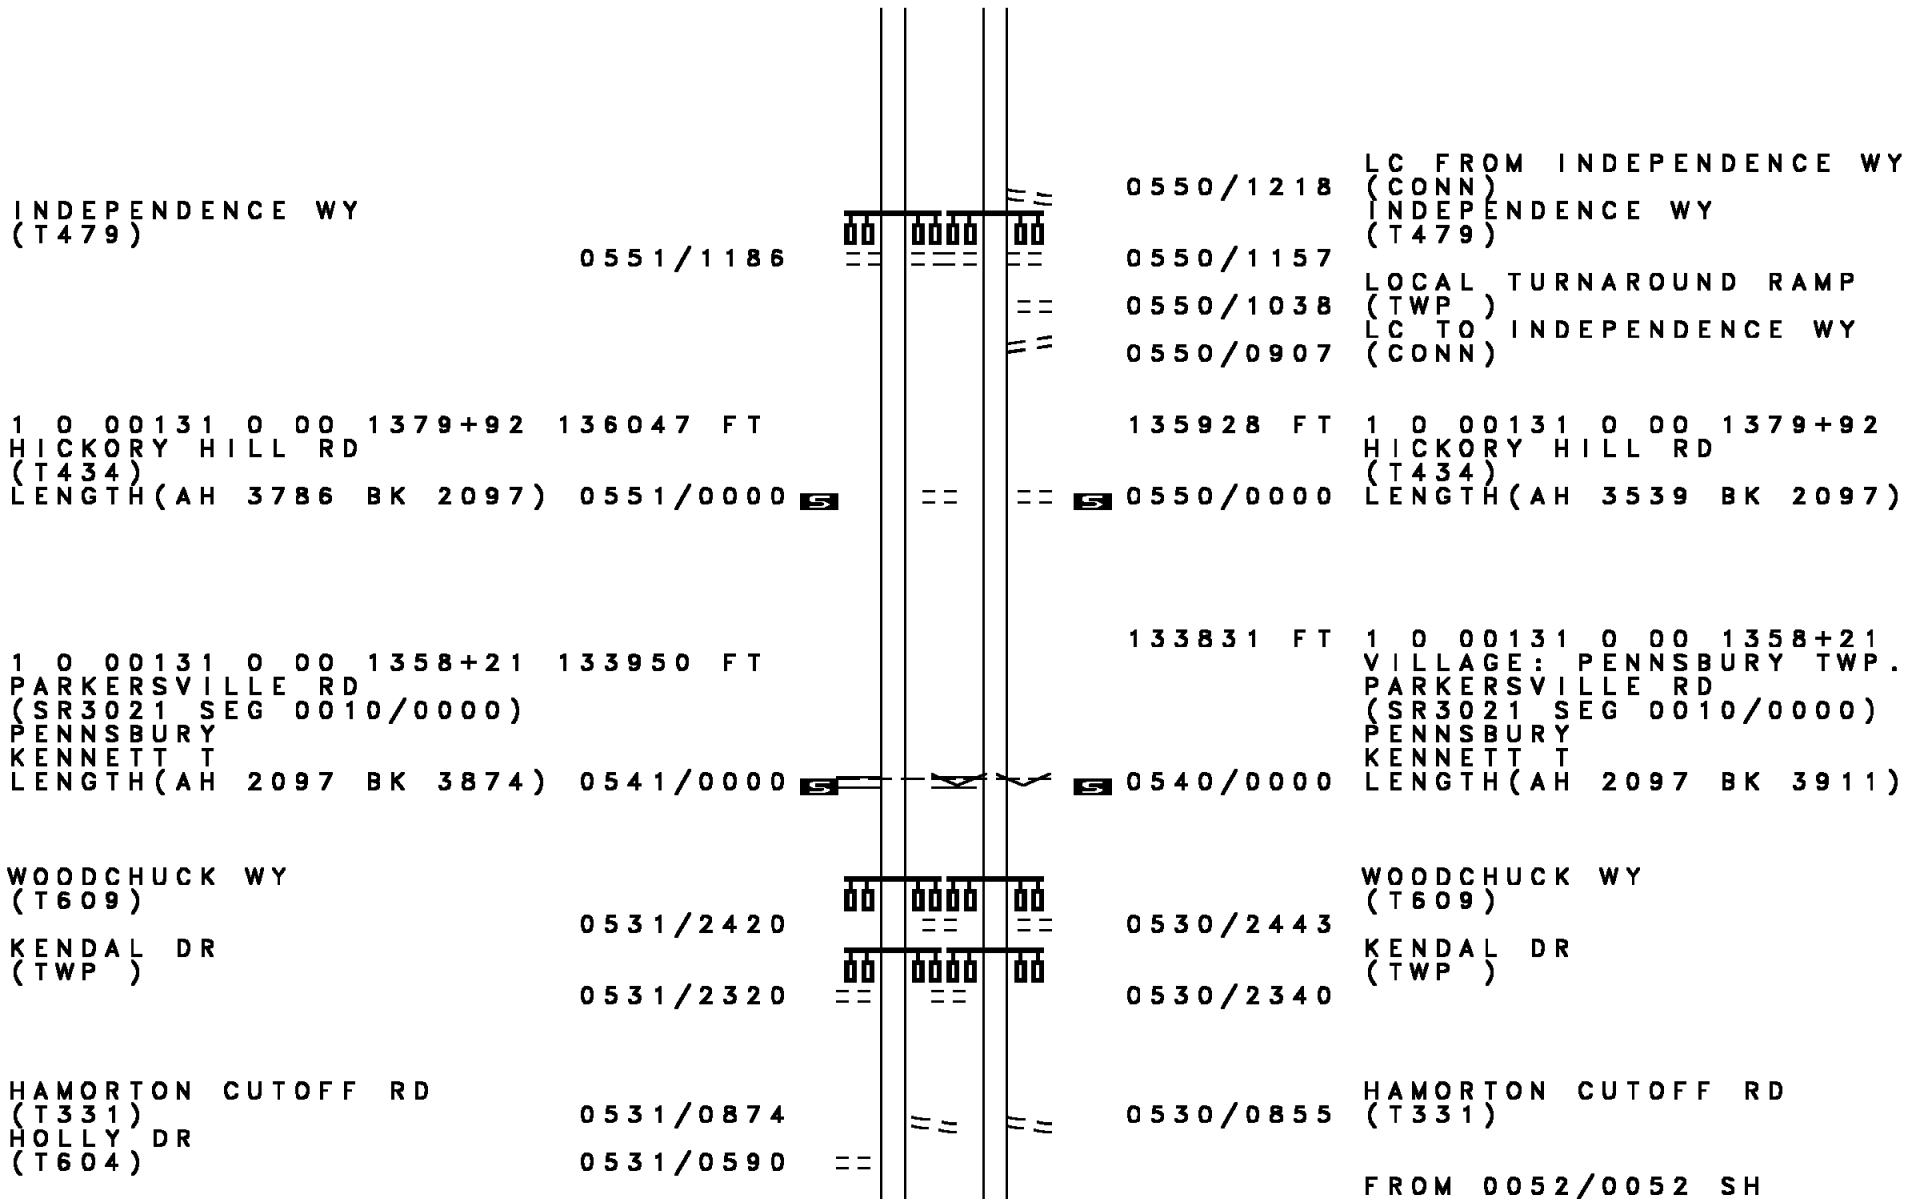 LC FROM INDEPENDENCE WY
0550/1218 (CONN)
INDEPENDENCE WY
(T479)
0551/1186
INDEPENDENCE WY
(T479)
0550/1157
LOCAL TURNAROUND RAMP
0550/1038 (TWP )
LC TO INDEPENDENCE WY
0550/0907 (CONN)
1 0 00131 0 00 1379+92 136047 FT
HICKORY HILL RD
(T434)
LENGTH(AH 3786 BK 2097) 0551/0000 S
135928 FT 1 0 00131 0 00 1379+92
HICKORY HILL RD
(T434)
S 0550/0000 LENGTH(AH 3539 BK 2097)
1 0 00131 0 00 1358+21 133950 FT
PARKERSVILLE RD
(SR3021 SEG 0010/0000)
PENNSBURY
KENNETT T
LENGTH(AH 2097 BK 3874) 0541/0000 S
133831 FT 1 0 00131 0 00 1358+21
VILLAGE: PENNSBURY TWP.
PARKERSVILLE RD
(SR3021 SEG 0010/0000)
PENNSBURY
KENNETT T
S 0540/0000 LENGTH(AH 2097 BK 3911)
WOODCHUCK WY
(T609)
0531/2420
WOODCHUCK WY
(T609)
0530/2443
KENDAL DR
(TWP )
0531/2320
KENDAL DR
(TWP )
0530/2340
HAMORTON CUTOFF RD
(T331) 0531/0874
HOLLY DR
(T604) 0531/0590
HAMORTON CUTOFF RD
0530/0855 (T331)
FROM 0052/0052 SH